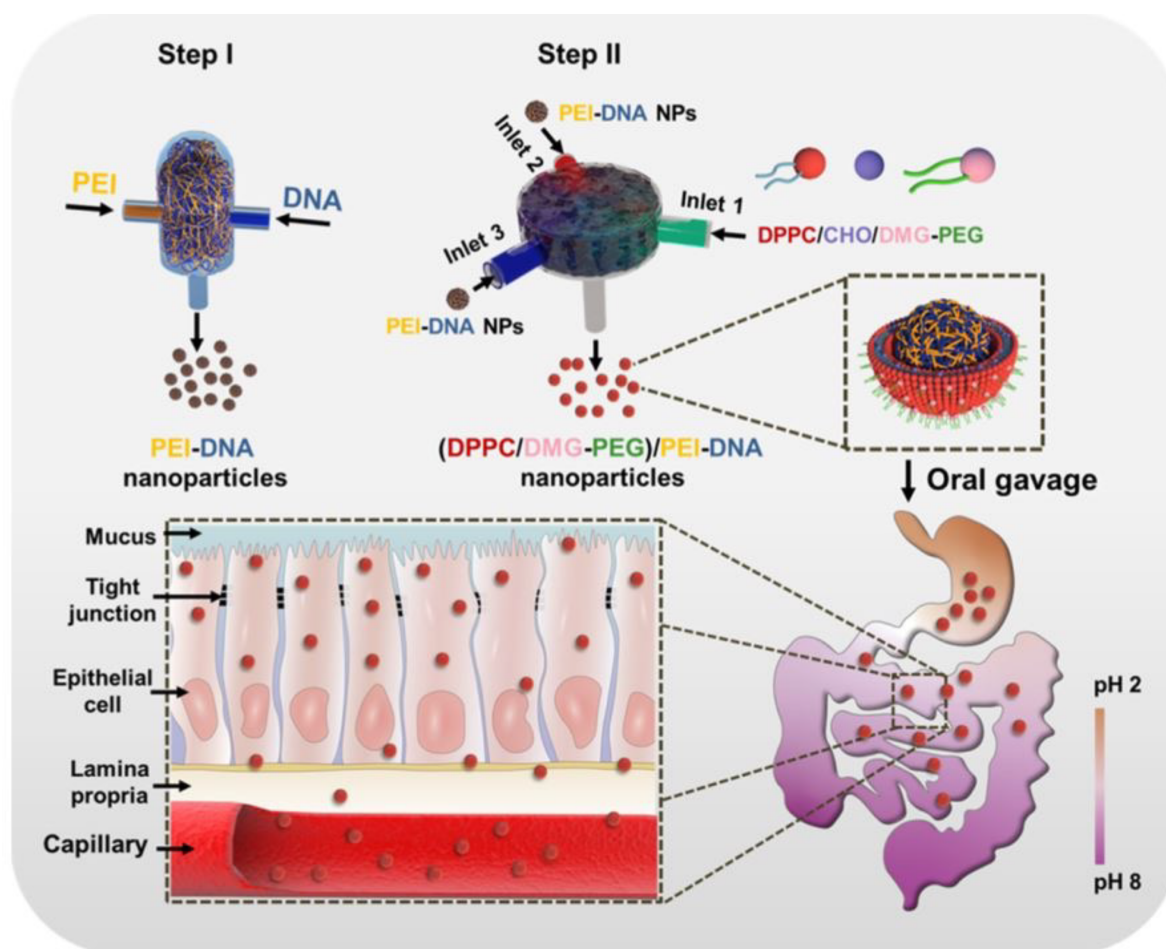 Step I
PEI
DNA
PEI-DNA
nanoparticles
Step II
PEI-DNA NPs
Inlet 2
Inlet 1
Inlet 3
DPPC/CHO/DMG-PEG
PEI-DNA NPs
(DPPC/DMG-PEG)/PEI-DNA
nanoparticles
Oral gavage
Mucus
Tight
junction
Epithelial
cell
Lamina
propria
Capillary
pH 2
pH 8